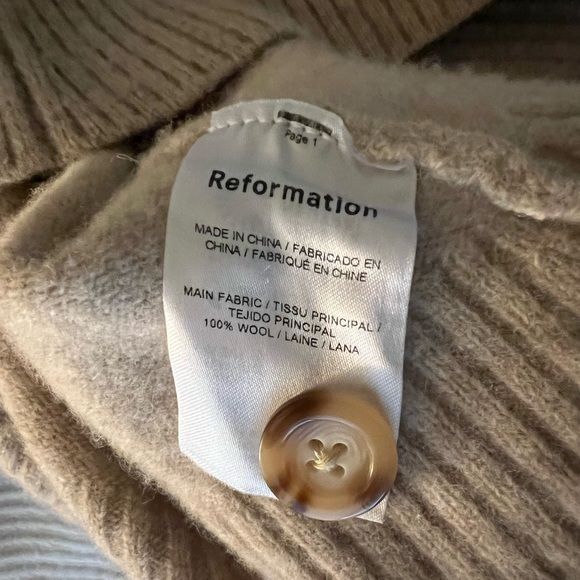 Page 1
Reformation
MADE IN CHINA / FABRICADO EN
CHINA / FABRIQUÉ EN CHINE
MAIN FABRIC / TISSU PRINCIPAL /
TEJIDO PRINCIPAL
100% WOOL / LAINE / LANA